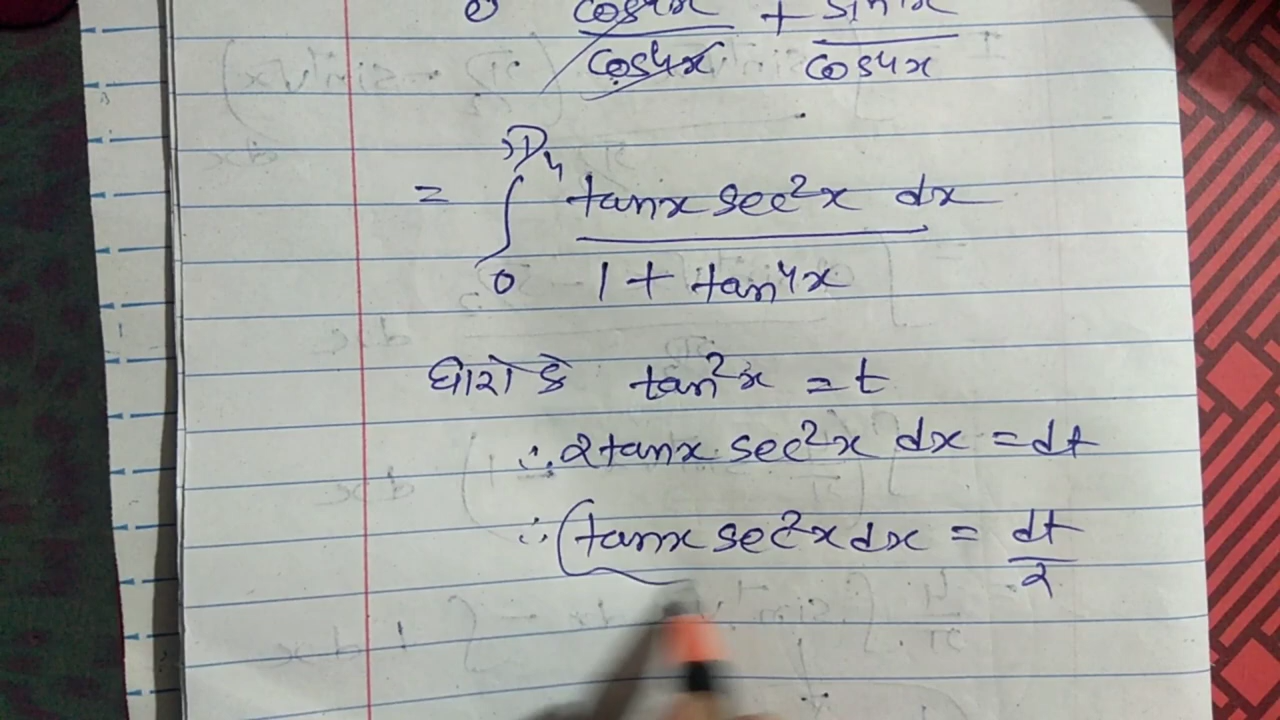 cos⁴x + sin⁴x
cos⁴x cos⁴x
= ∫₀^π/4 tanx sec²x dx
1 + tan⁴x
ધારો કે tan²x = t
∴ 2tanx sec²x dx = dt
∴ tanx sec²x dx = dt/2